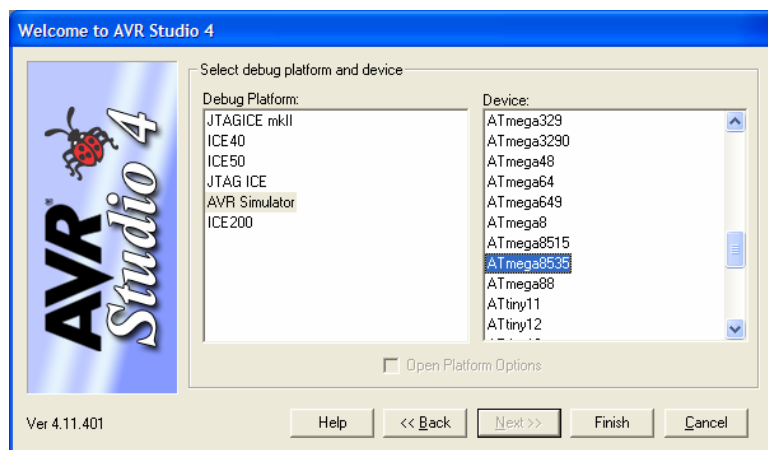 Welcome to AVR Studio 4
Select debug platform and device
Debug Platform:
JTAGICE mkII
ICE40
ICE50
JTAG ICE
AVR Simulator
ICE200
Device:
ATmega329
ATmega3290
ATmega48
ATmega64
ATmega649
ATmega8
ATmega8515
ATmega8535
ATmega88
ATtiny11
ATtiny12
AVR®
Studio 4
Open Platform Options
Ver 4.11.401
Help
<< Back
Next >>
Finish
Cancel